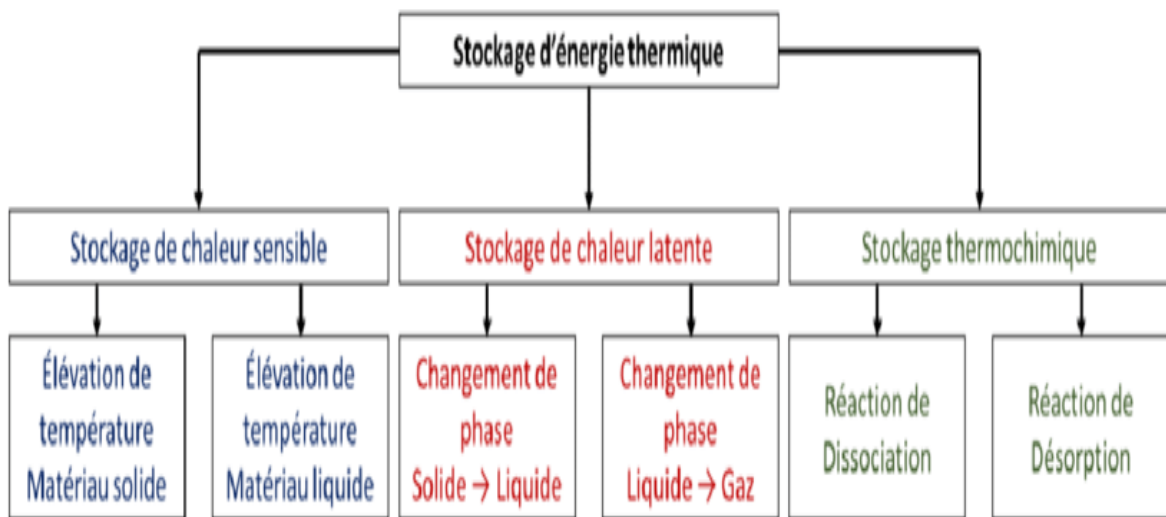 Stockage d'énergie thermique
Stockage de chaleur sensible
Stockage de chaleur latente
Stockage thermochimique
Élévation de
température
Matériau solide
Élévation de
température
Matériau liquide
Changement de
phase
Solide → Liquide
Changement de
phase
Liquide → Gaz
Réaction de
Dissociation
Réaction de
Désorption